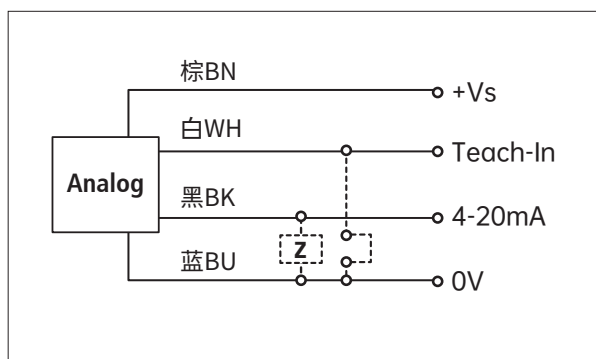 棕BN
+Vs
白WH
Teach-In
Analog
黑BK
4-20mA
Z
蓝BU
0V